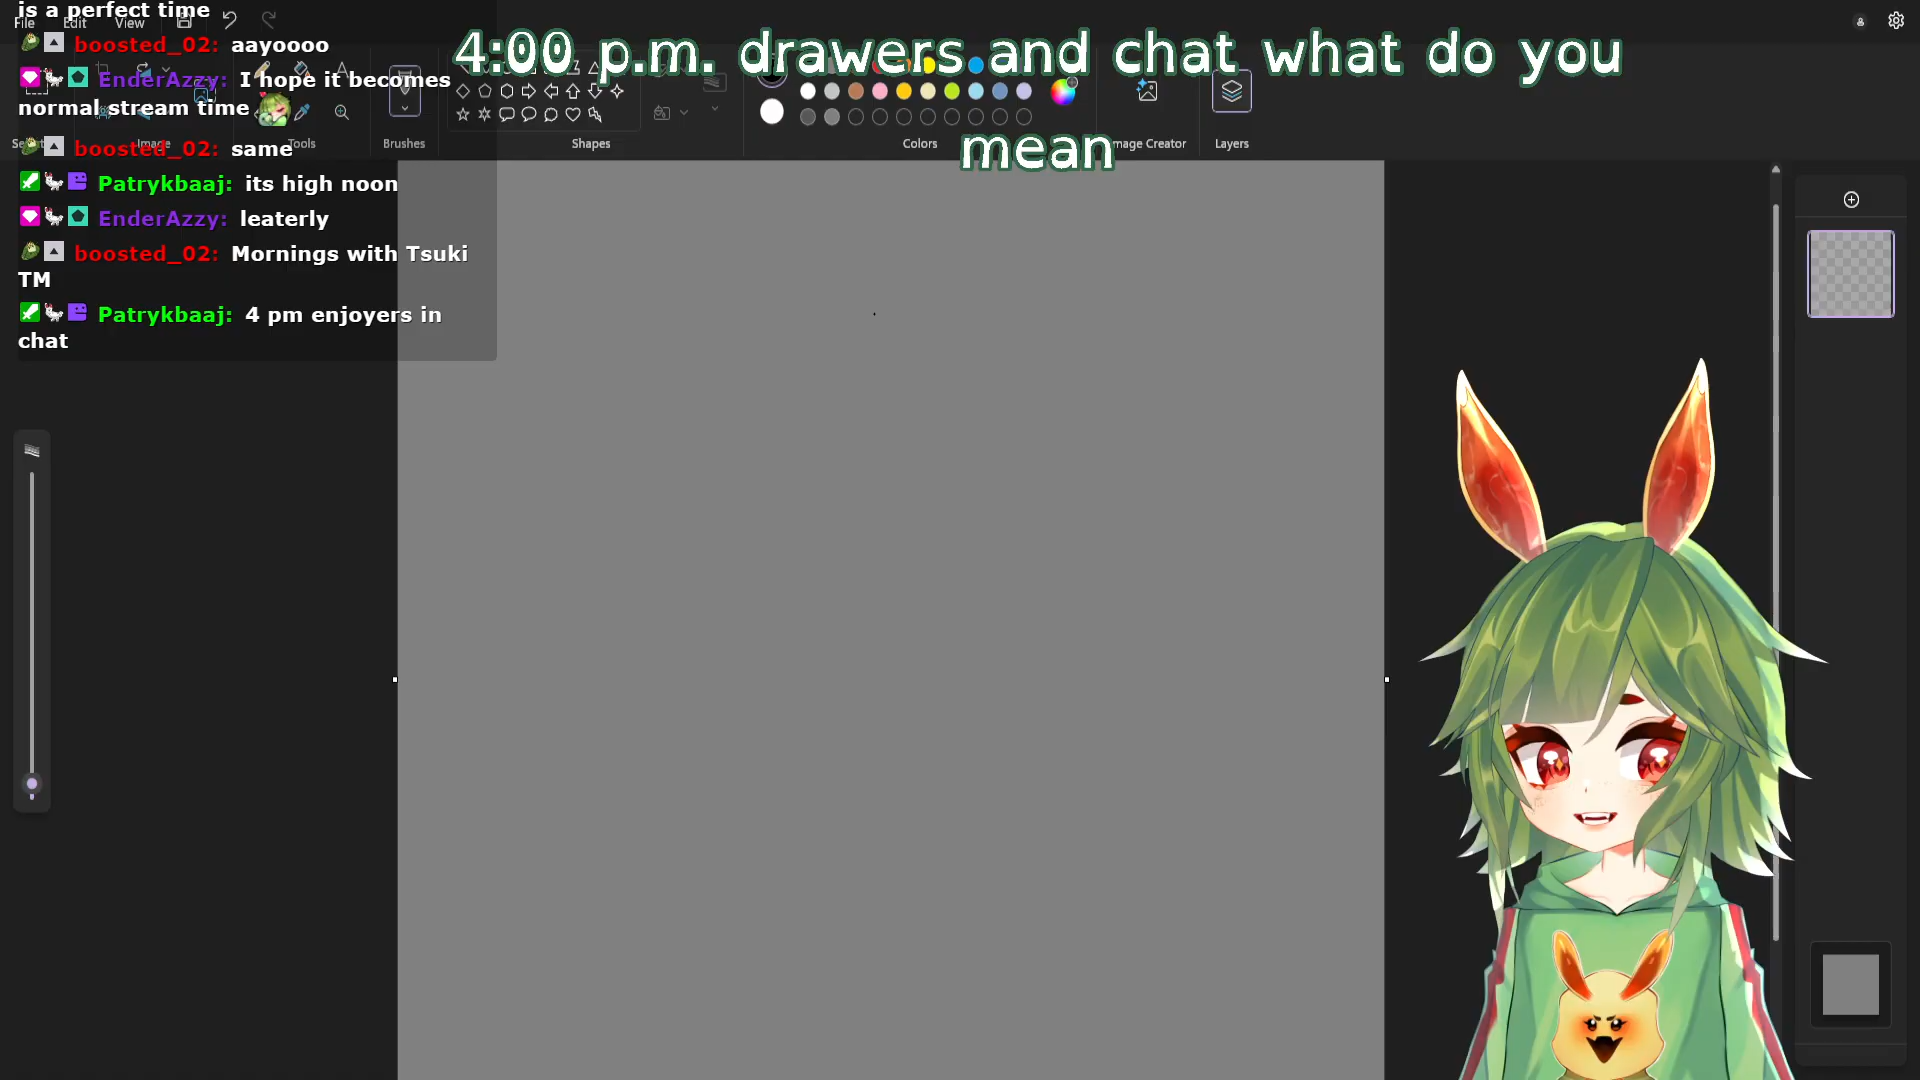 is a perfect time
File Edit View
boosted_02: aayoooo
EnderAzzy: I hope it becomes
normal stream time
boosted_02: same
Patrykbaaj: its high noon
EnderAzzy: leaterly
boosted_02: Mornings with Tsuki
TM
Patrykbaaj: 4 pm enjoyers in
chat
4:00 p.m. drawers and chat what do you
mean
Image
Tools
Brushes
Shapes
Colors
mage Creator
Layers